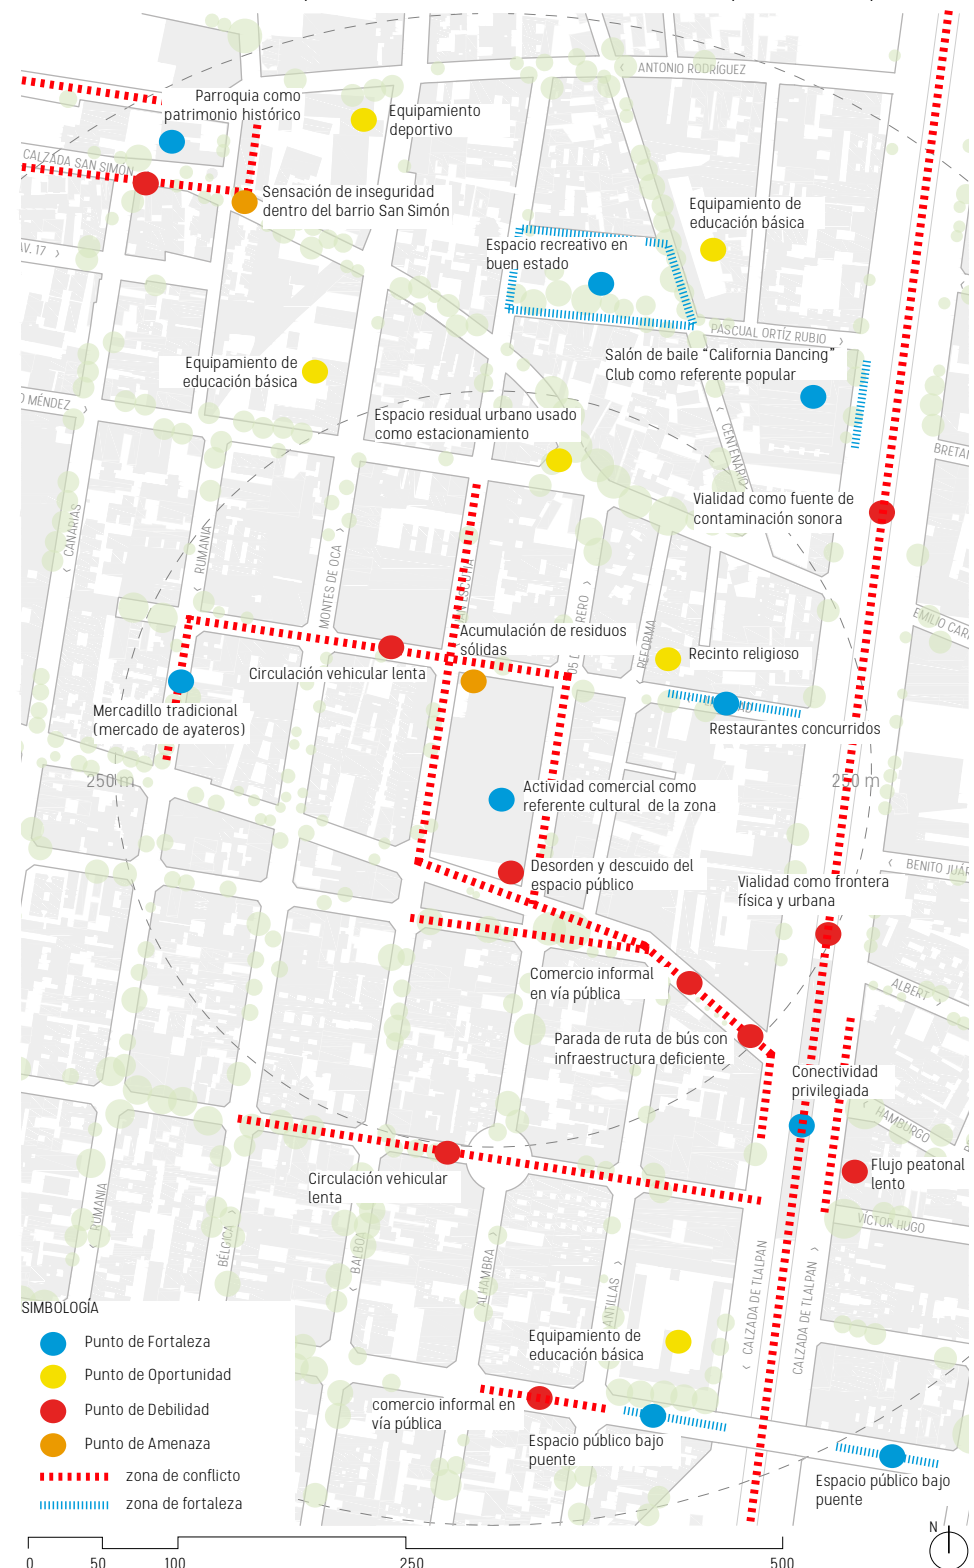 ANTONIO RODRÍGUEZ
Parroquia como
patrimonio histórico
Equipamiento
deportivo
CALZADA SAN SIMÓN
Sensación de inseguridad
dentro del barrio San Simón
Equipamiento de
educación básica
AV. 17
Espacio recreativo en
buen estado
PASCUAL ORTÍZ RUBIO
Salón de baile “California Dancing”
Club como referente popular
Equipamiento de
educación básica
O MÉNDEZ
Espacio residual urbano usado
como estacionamiento
CENTENARIO
BRETA
Vialidad como fuente de
contaminación sonora
CANARIAS
RUMANIA
MONTES DE OCA
REFORMA
EMILIO CAR
Acumulación de residuos
sólidas
Circulación vehicular lenta
Recinto religioso
Mercadillo tradicional
(mercado de ayateros)
Restaurantes concurridos
250 m
250 m
Actividad comercial como
referente cultural de la zona
Desorden y descuido del
espacio público
BENITO JUÁR
Vialidad como frontera
física y urbana
Comercio informal
en vía pública
ALBERT
Parada de ruta de bús con
infraestructura deficiente
Conectividad
privilegiada
HAMBURGO
Flujo peatonal
lento
Circulación vehicular
lenta
VÍCTOR HUGO
RUMANIA
BÉLGICA
BALBOA
ALHAMBRA
ANTILLAS
CALZADA DE TLALPAN
CALZADA DE TLALPAN
SIMBOLOGÍA
Punto de Fortaleza
Punto de Oportunidad
Punto de Debilidad
Punto de Amenaza
zona de conflicto
zona de fortaleza
Equipamiento de
educación básica
comercio informal en
vía pública
Espacio público bajo
puente
Espacio público bajo
puente
N
0 50 100 250 500